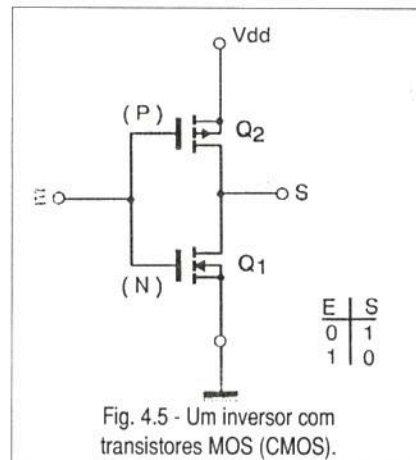 Vdd
(P)
Q2
E
S
(N)
Q1
E S
0 1
1 0
Fig. 4.5 - Um inversor com
transistores MOS (CMOS).